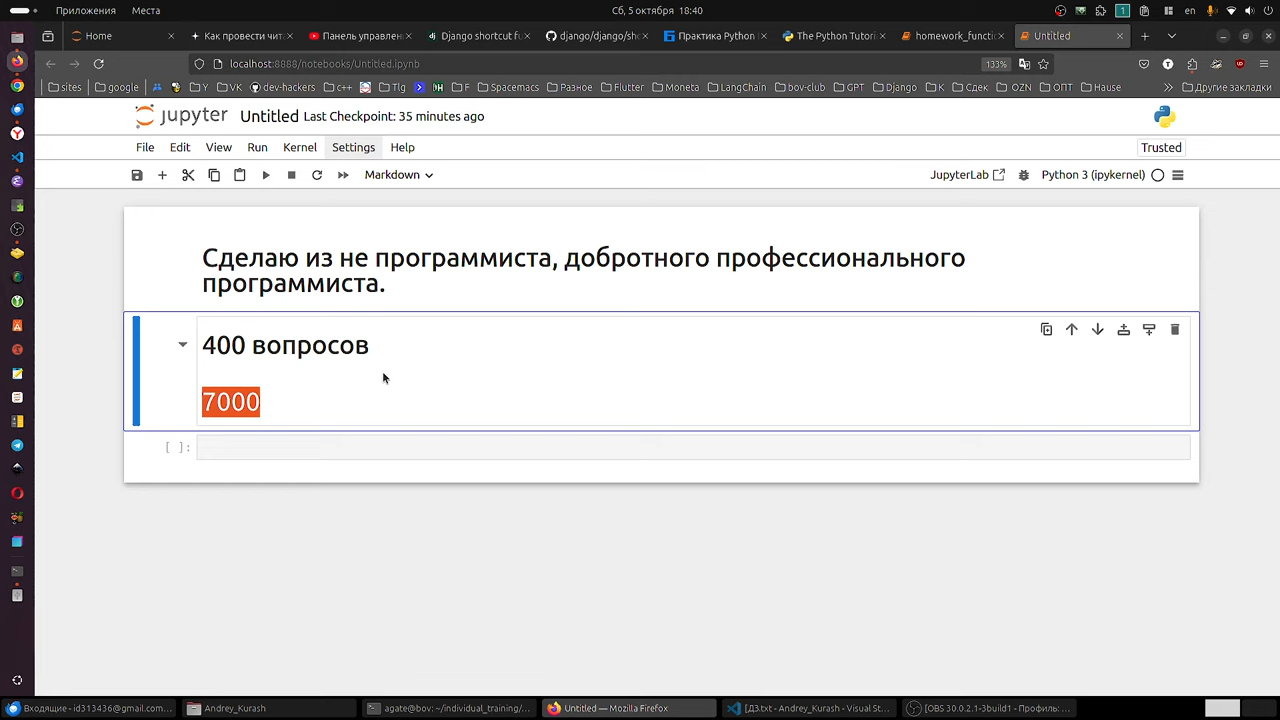 Приложения Места Сб, 5 октября 18:40 1 en
Home Как провести чит Панель управлен Django shortcut fu django/django/sho Практика Python The Python Tutori homework_functi Untitled
localhost:8888/notebooks/Untitled.ipynb 133%
sites google Y VK dev-hackers C++ Tlg F Spacemacs Разное Flutter Moneta LangChain bov-club GPT Django K Сдек OZN ОПТ Hause Другие закладки
jupyter Untitled Last Checkpoint: 35 minutes ago
File Edit View Run Kernel Settings Help Trusted
Markdown JupyterLab Python 3 (ipykernel)
Сделаю из не программиста, добротного профессионального
программиста.
400 вопросов
7000
[ ]:
Входящие - id313436@gmail.com... Andrey_Kurash agate@bov: ~/individual_training/... Untitled — Mozilla Firefox [ДЗ.txt - Andrey_Kurash - Visual St... [OBS 30.0.2.1-3build1 - Профиль: ...